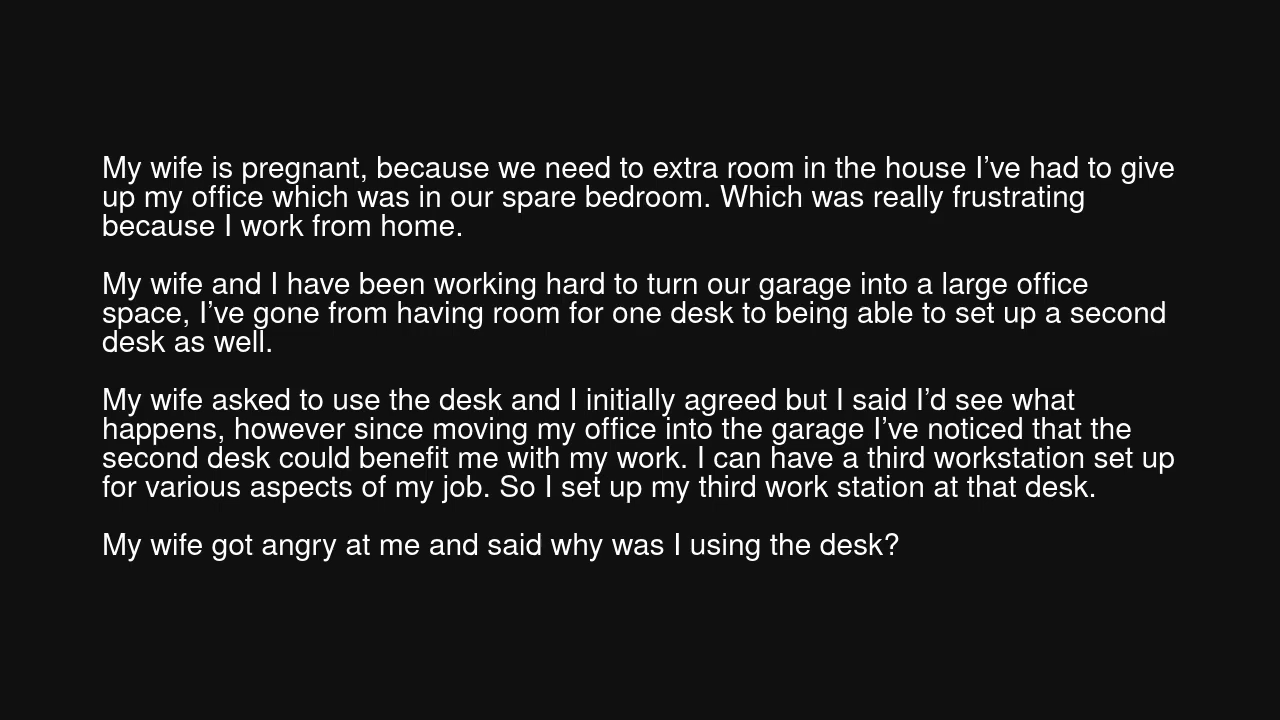 My wife is pregnant, because we need to extra room in the house I’ve had to give
up my office which was in our spare bedroom. Which was really frustrating
because I work from home.
My wife and I have been working hard to turn our garage into a large office
space, I’ve gone from having room for one desk to being able to set up a second
desk as well.
My wife asked to use the desk and I initially agreed but I said I’d see what
happens, however since moving my office into the garage I’ve noticed that the
second desk could benefit me with my work. I can have a third workstation set up
for various aspects of my job. So I set up my third work station at that desk.
My wife got angry at me and said why was I using the desk?